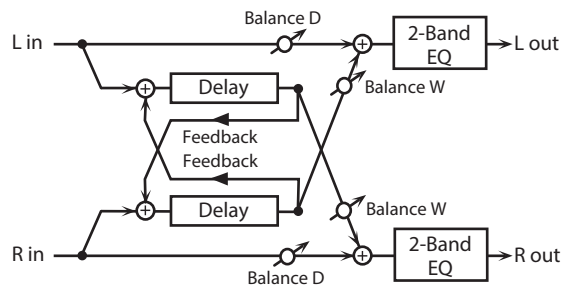 Balance D
L in
2-Band
EQ
L out
Delay
Balance W
Feedback
Feedback
Delay
Balance W
R in
2-Band
EQ
R out
Balance D